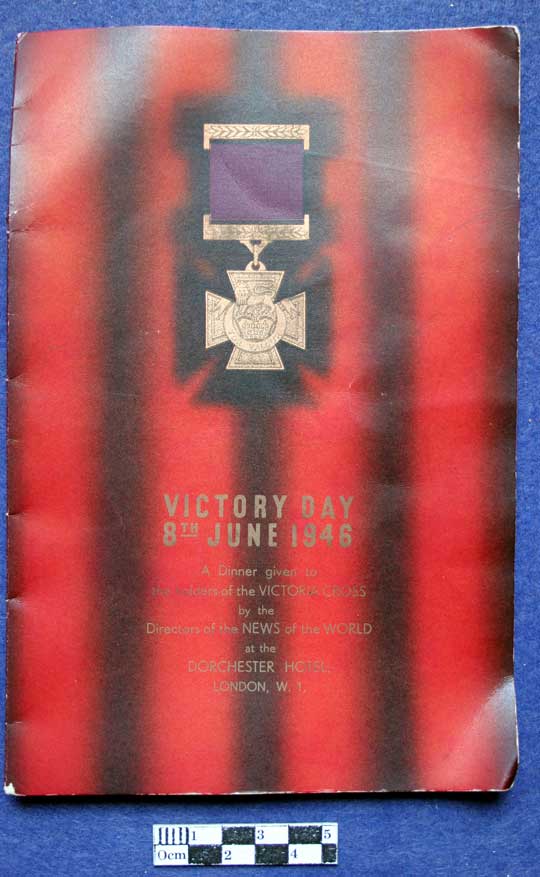 VICTORY DAY
8TH JUNE 1946
A Dinner given to
the holders of the VICTORIA CROSS
by the
Directors of the NEWS of the WORLD
at the
DORCHESTER HOTEL,
LONDON, W. 1.
1 3 5
0cm 2 4